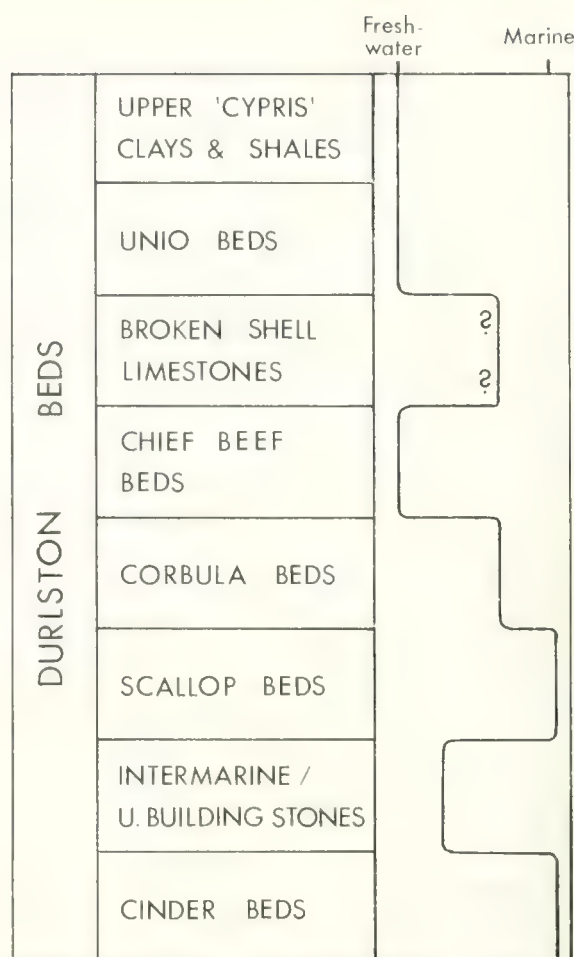 Fresh-
water
Marine
DURLSTON BEDS
UPPER 'CYPRIS'
CLAYS & SHALES
UNIO BEDS
BROKEN SHELL
LIMESTONES
?
?
CHIEF BEEF
BEDS
CORBULA BEDS
SCALLOP BEDS
INTERMARINE /
U. BUILDING STONES
CINDER BEDS